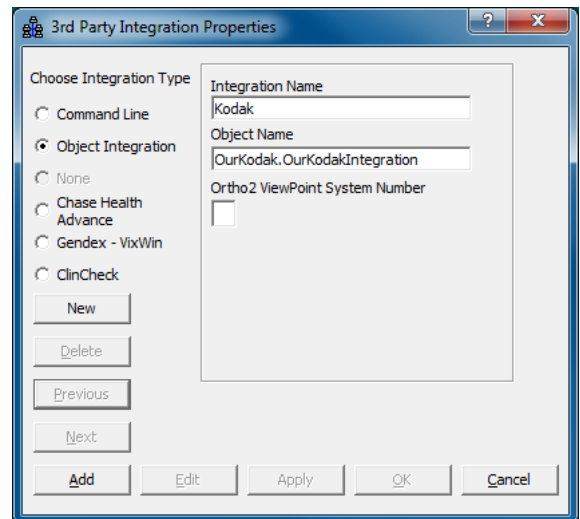 3rd Party Integration Properties
?
X
Choose Integration Type
Command Line
Object Integration
None
Chase Health
Advance
Gendex - VixWin
ClinCheck
Integration Name
Kodak
Object Name
OurKodak.OurKodakIntegration
Ortho2 ViewPoint System Number
New
Delete
Previous
Next
Add
Edit
Apply
OK
Cancel